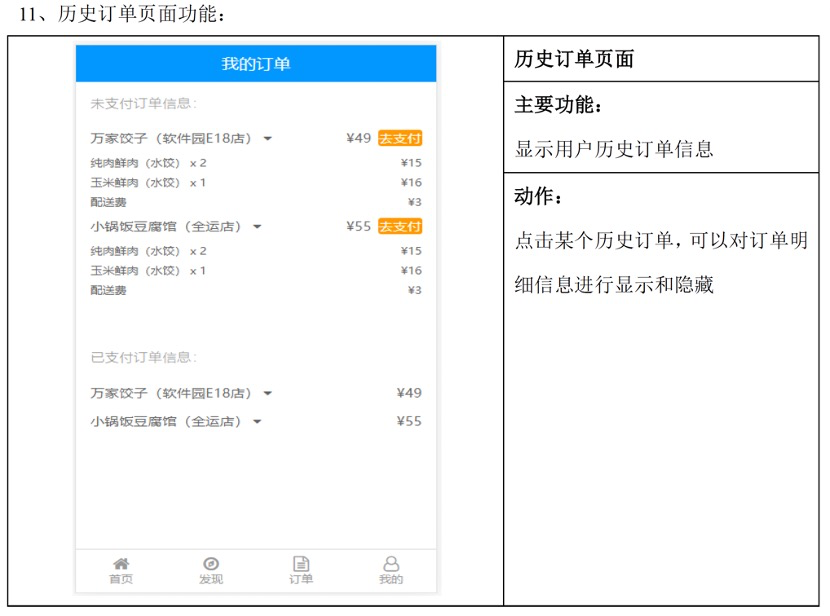 11、历史订单页面功能：
我的订单
未支付订单信息:
万家饺子（软件园E18店） ¥49 去支付
纯肉鲜肉（水饺） x 2 ¥15
玉米鲜肉（水饺） x 1 ¥16
配送费 ¥3
小锅饭豆腐馆（全运店） ¥55 去支付
纯肉鲜肉（水饺） x 2 ¥15
玉米鲜肉（水饺） x 1 ¥16
配送费 ¥3
已支付订单信息:
万家饺子（软件园E18店） ¥49
小锅饭豆腐馆（全运店） ¥55
首页 发现 订单 我的
历史订单页面
主要功能：
显示用户历史订单信息
动作：
点击某个历史订单，可以对订单明
细信息进行显示和隐藏